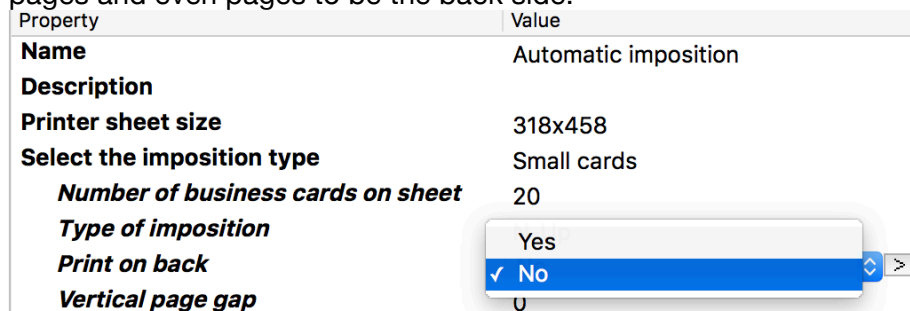 pages and even pages to be the back side.
Property Value
Name Automatic imposition
Description
Printer sheet size 318x458
Select the imposition type Small cards
Number of business cards on sheet 20
Type of imposition
Yes
Print on back ✓ No >
Vertical page gap 0